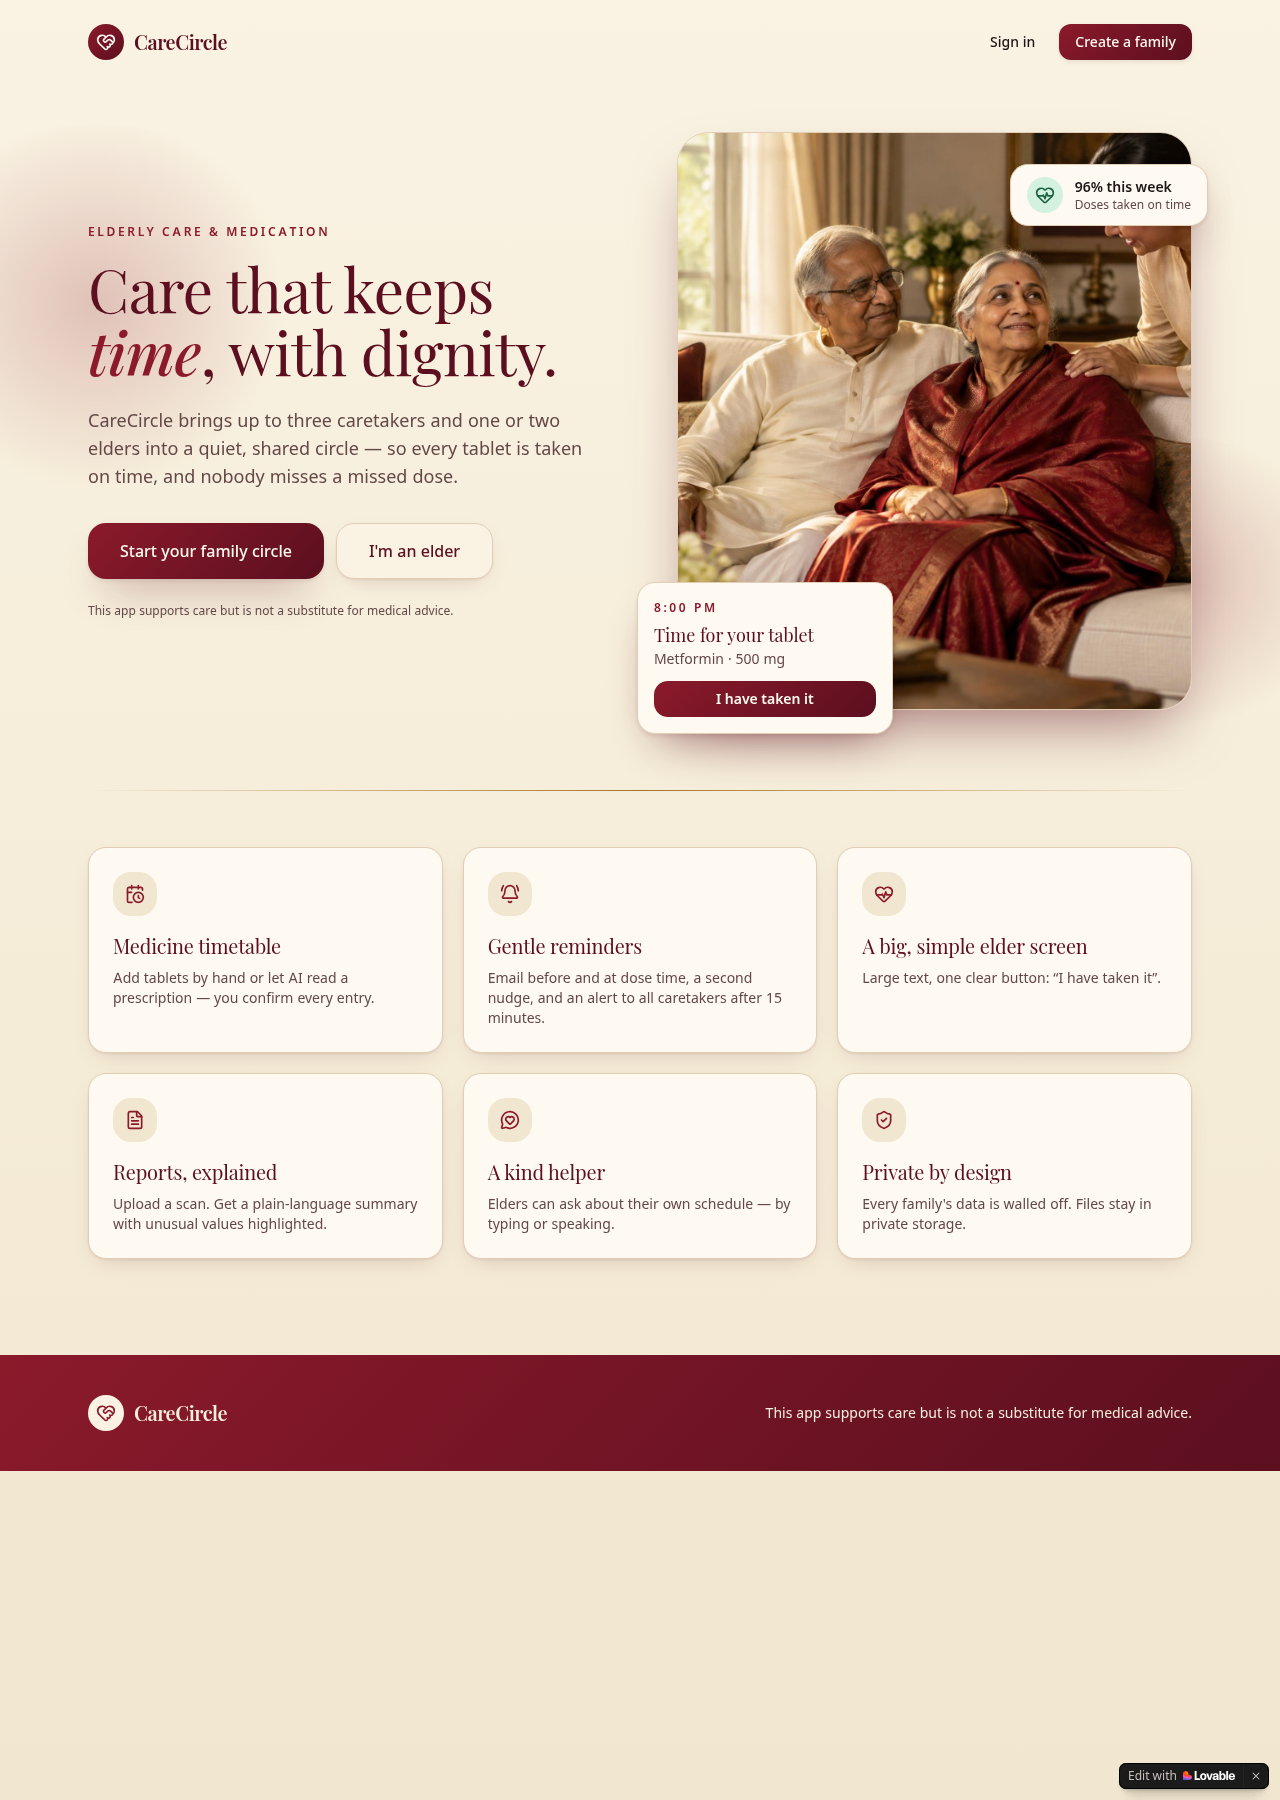 CareCircle
Sign in
Create a family
ELDERLY CARE & MEDICATION
Care that keeps
time, with dignity.
CareCircle brings up to three caretakers and one or two
elders into a quiet, shared circle — so every tablet is taken
on time, and nobody misses a missed dose.
Start your family circle
I'm an elder
This app supports care but is not a substitute for medical advice.
96% this week
Doses taken on time
8:00 PM
Time for your tablet
Metformin · 500 mg
I have taken it
Medicine timetable
Add tablets by hand or let AI read a
prescription — you confirm every entry.
Gentle reminders
Email before and at dose time, a second
nudge, and an alert to all caretakers after 15
minutes.
A big, simple elder screen
Large text, one clear button: “I have taken it”.
Reports, explained
Upload a scan. Get a plain-language summary
with unusual values highlighted.
A kind helper
Elders can ask about their own schedule — by
typing or speaking.
Private by design
Every family's data is walled off. Files stay in
private storage.
CareCircle
This app supports care but is not a substitute for medical advice.
Edit with Lovable